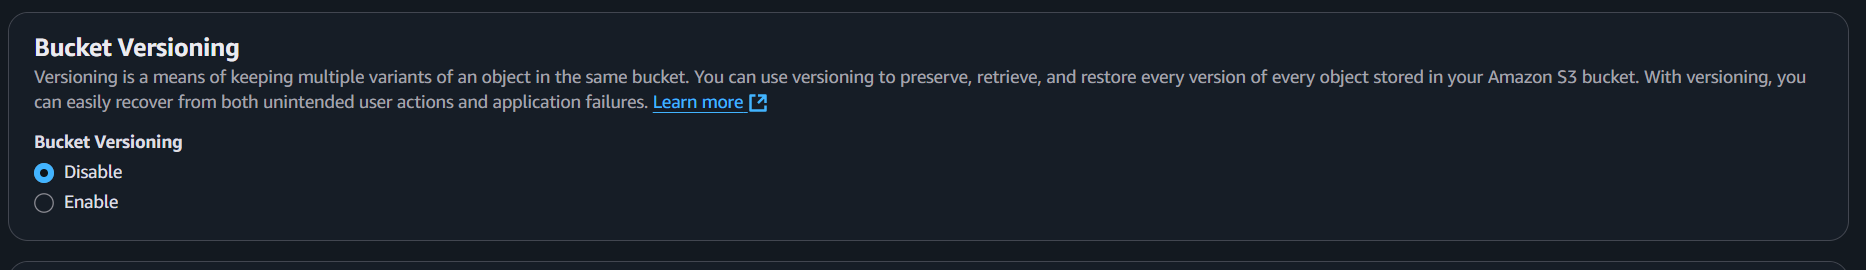 Bucket Versioning
Versioning is a means of keeping multiple variants of an object in the same bucket. You can use versioning to preserve, retrieve, and restore every version of every object stored in your Amazon S3 bucket. With versioning, you
can easily recover from both unintended user actions and application failures. Learn more
Bucket Versioning
Disable
Enable